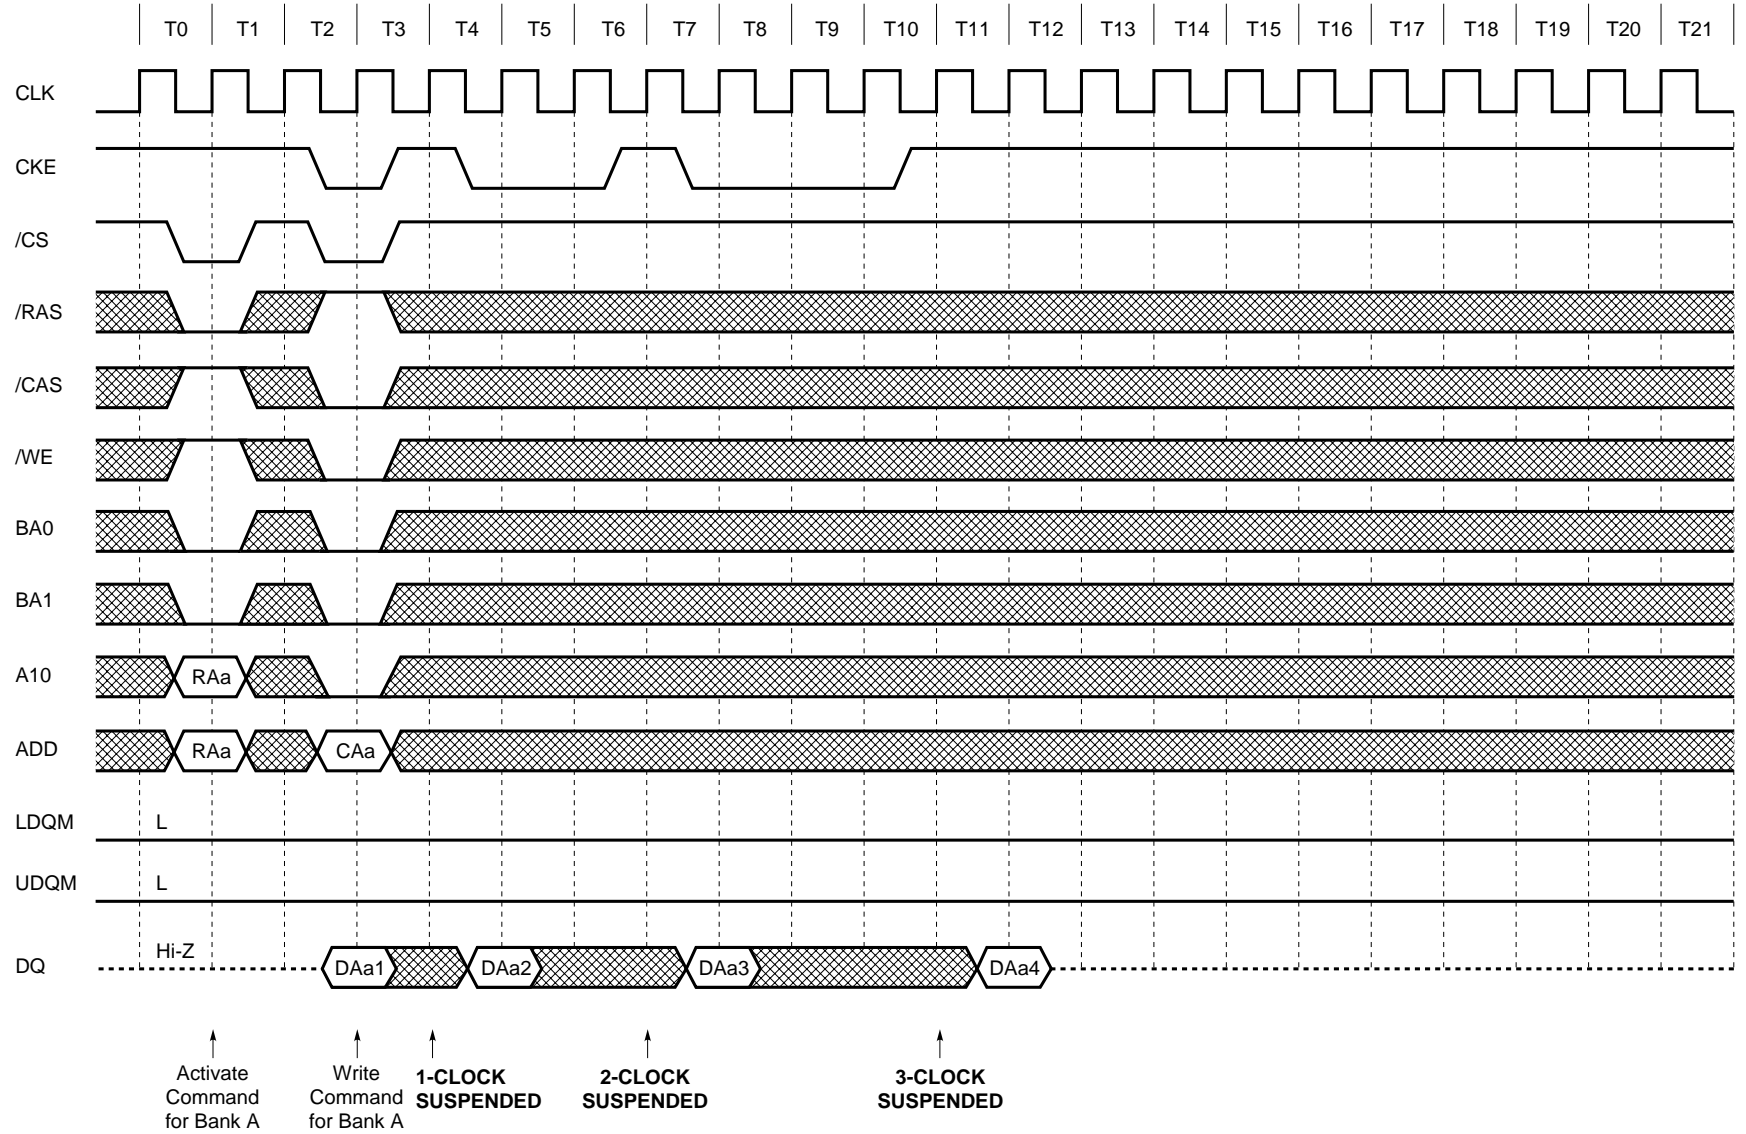 T0 T1 T2 T3 T4 T5 T6 T7 T8 T9 T10 T11 T12 T13 T14 T15 T16 T17 T18 T19 T20 T21
CLK
CKE
/CS
/RAS
/CAS
/WE
BA0
BA1
A10 RAa
ADD RAa CAa
LDQM L
UDQM L
DQ Hi-Z DAa1 DAa2 DAa3 DAa4
Activate
Command
for Bank A
Write
Command
for Bank A
1-CLOCK
SUSPENDED
2-CLOCK
SUSPENDED
3-CLOCK
SUSPENDED